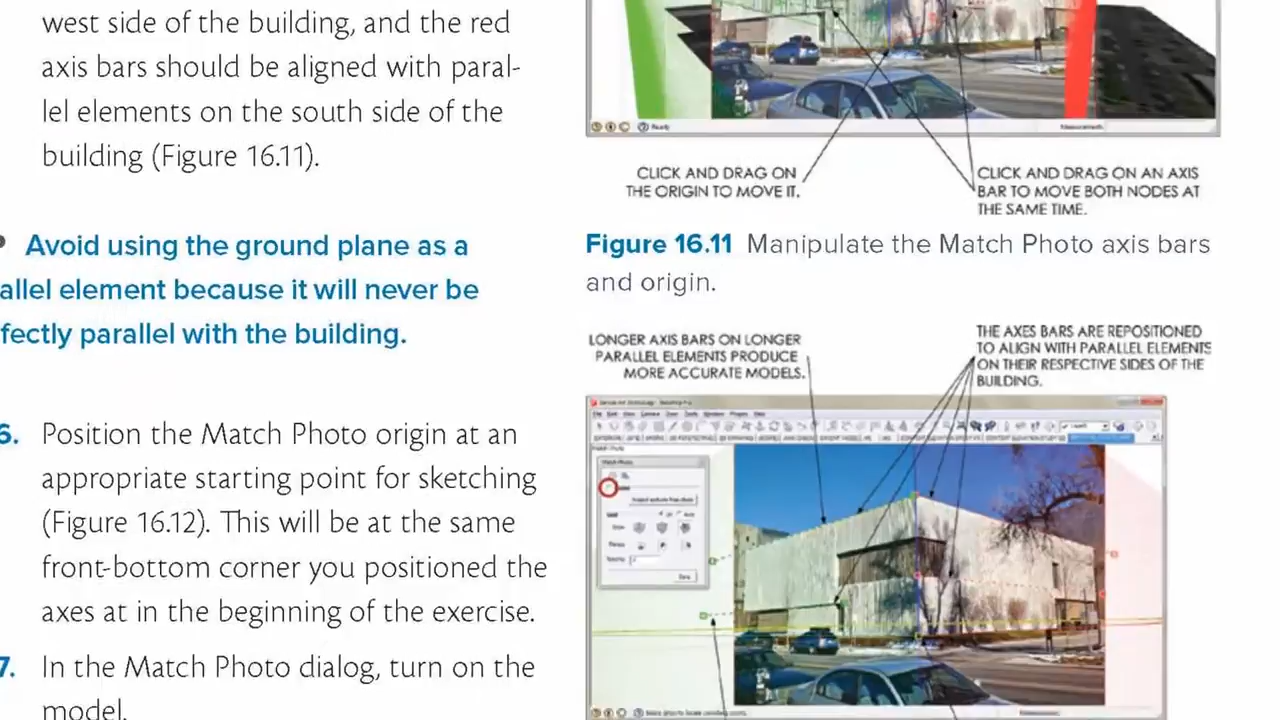 west side of the building, and the red
axis bars should be aligned with paral-
lel elements on the south side of the
building (Figure 16.11).
Avoid using the ground plane as a
allel element because it will never be
fectly parallel with the building.
6. Position the Match Photo origin at an
appropriate starting point for sketching
(Figure 16.12). This will be at the same
front-bottom corner you positioned the
axes at in the beginning of the exercise.
7. In the Match Photo dialog, turn on the
model.
Ready
Measurements
CLICK AND DRAG ON
THE ORIGIN TO MOVE IT.
CLICK AND DRAG ON AN AXIS
BAR TO MOVE BOTH NODES AT
THE SAME TIME.
Figure 16.11 Manipulate the Match Photo axis bars
and origin.
LONGER AXIS BARS ON LONGER
PARALLEL ELEMENTS PRODUCE
MORE ACCURATE MODELS.
THE AXES BARS ARE REPOSITIONED
TO ALIGN WITH PARALLEL ELEMENTS
ON THEIR RESPECTIVE SIDES OF THE
BUILDING.
Match Photo